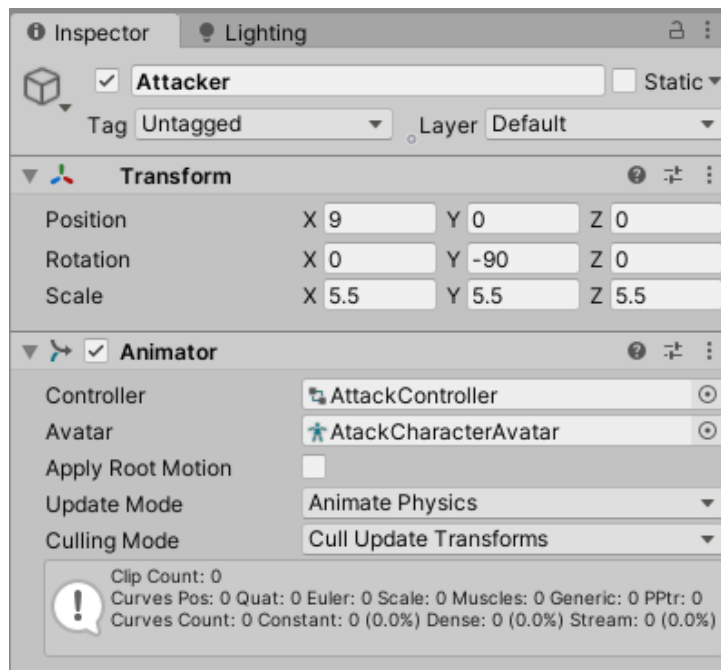 Inspector Lighting
Attacker Static
Tag Untagged Layer Default
Transform
Position X 9 Y 0 Z 0
Rotation X 0 Y -90 Z 0
Scale X 5.5 Y 5.5 Z 5.5
Animator
Controller AttackController
Avatar AtackCharacterAvatar
Apply Root Motion
Update Mode Animate Physics
Culling Mode Cull Update Transforms
Clip Count: 0
Curves Pos: 0 Quat: 0 Euler: 0 Scale: 0 Muscles: 0 Generic: 0 PPtr: 0
Curves Count: 0 Constant: 0 (0.0%) Dense: 0 (0.0%) Stream: 0 (0.0%)